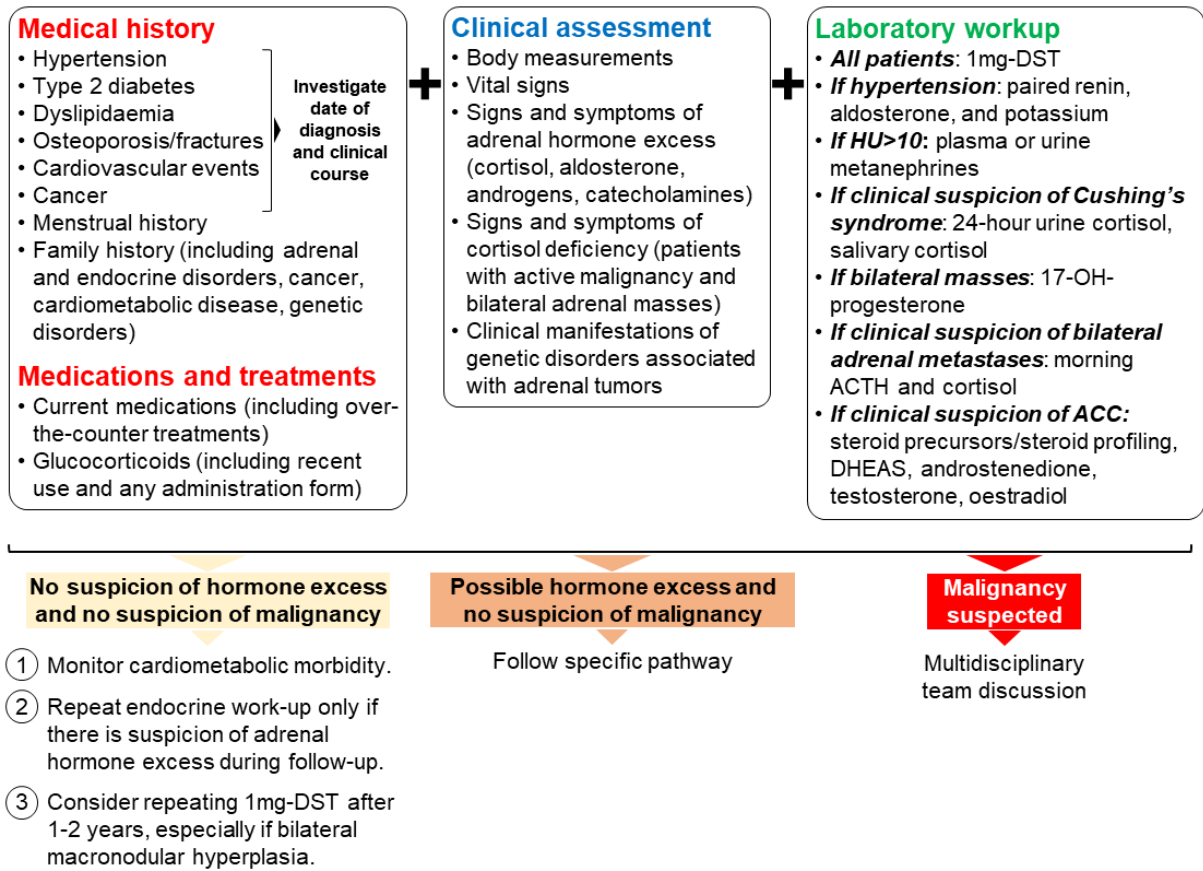 Medical history
• Hypertension
• Type 2 diabetes
• Dyslipidaemia
• Osteoporosis/fractures
• Cardiovascular events
• Cancer
• Menstrual history
• Family history (including adrenal
and endocrine disorders, cancer,
cardiometabolic disease, genetic
disorders)
Investigate
date of
diagnosis
and clinical
course
Medications and treatments
• Current medications (including over-
the-counter treatments)
• Glucocorticoids (including recent
use and any administration form)
+
Clinical assessment
• Body measurements
• Vital signs
• Signs and symptoms of
adrenal hormone excess
(cortisol, aldosterone,
androgens, catecholamines)
• Signs and symptoms of
cortisol deficiency (patients
with active malignancy and
bilateral adrenal masses)
• Clinical manifestations of
genetic disorders associated
with adrenal tumors
+
Laboratory workup
• All patients: 1mg-DST
• If hypertension: paired renin,
aldosterone, and potassium
• If HU>10: plasma or urine
metanephrines
• If clinical suspicion of Cushing's
syndrome: 24-hour urine cortisol,
salivary cortisol
• If bilateral masses: 17-OH-
progesterone
• If clinical suspicion of bilateral
adrenal metastases: morning
ACTH and cortisol
• If clinical suspicion of ACC:
steroid precursors/steroid profiling,
DHEAS, androstenedione,
testosterone, oestradiol
No suspicion of hormone excess
and no suspicion of malignancy
1 Monitor cardiometabolic morbidity.
2 Repeat endocrine work-up only if
there is suspicion of adrenal
hormone excess during follow-up.
3 Consider repeating 1mg-DST after
1-2 years, especially if bilateral
macronodular hyperplasia.
Possible hormone excess and
no suspicion of malignancy
Follow specific pathway
Malignancy
suspected
Multidisciplinary
team discussion